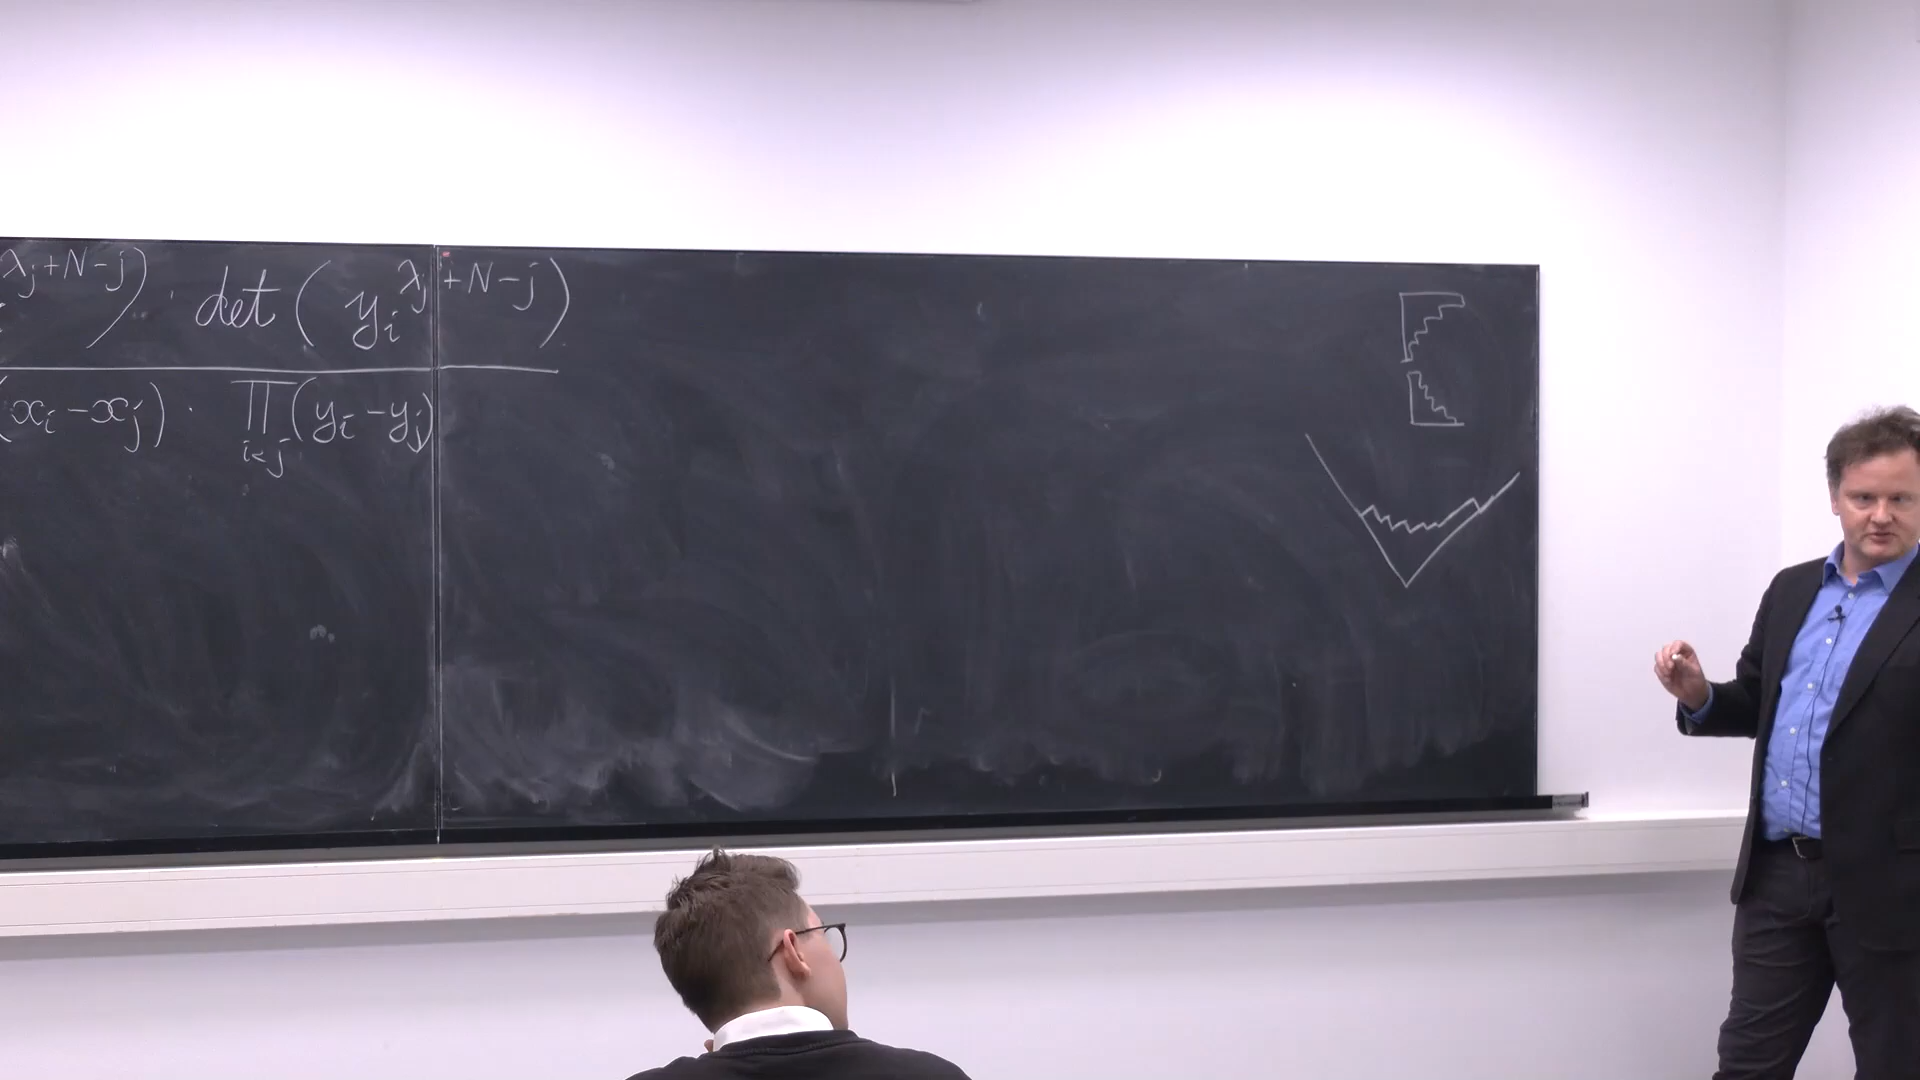 λj+N-j) . det ( yi^λj+N-j )
(xi-xj) . ∏i<j (yi-yj)